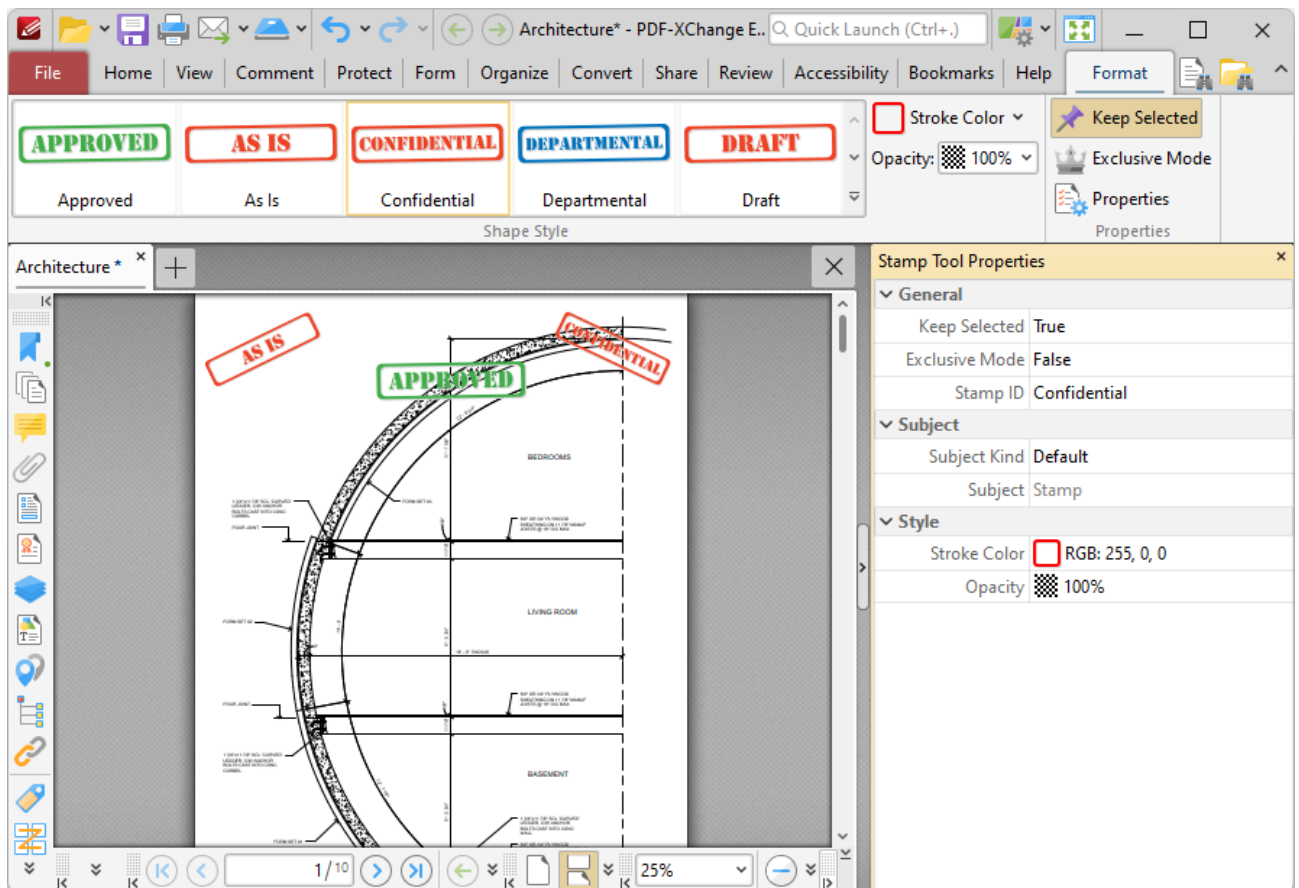 Architecture* - PDF-XChange E..
Quick Launch (Ctrl+.)
File Home View Comment Protect Form Organize Convert Share Review Accessibility Bookmarks Help Format
APPROVED AS IS CONFIDENTIAL DEPARTMENTAL DRAFT
Approved As Is Confidential Departmental Draft
Shape Style
Stroke Color
Opacity: 100%
Keep Selected
Exclusive Mode
Properties
Properties
Architecture *
AS IS
CONFIDENTIAL
APPROVED
BEDROOMS
POUR JOINT
LIVING ROOM
POUR JOINT
BASEMENT
1/10
25%
Stamp Tool Properties
General
Keep Selected True
Exclusive Mode False
Stamp ID Confidential
Subject
Subject Kind Default
Subject Stamp
Style
Stroke Color RGB: 255, 0, 0
Opacity 100%